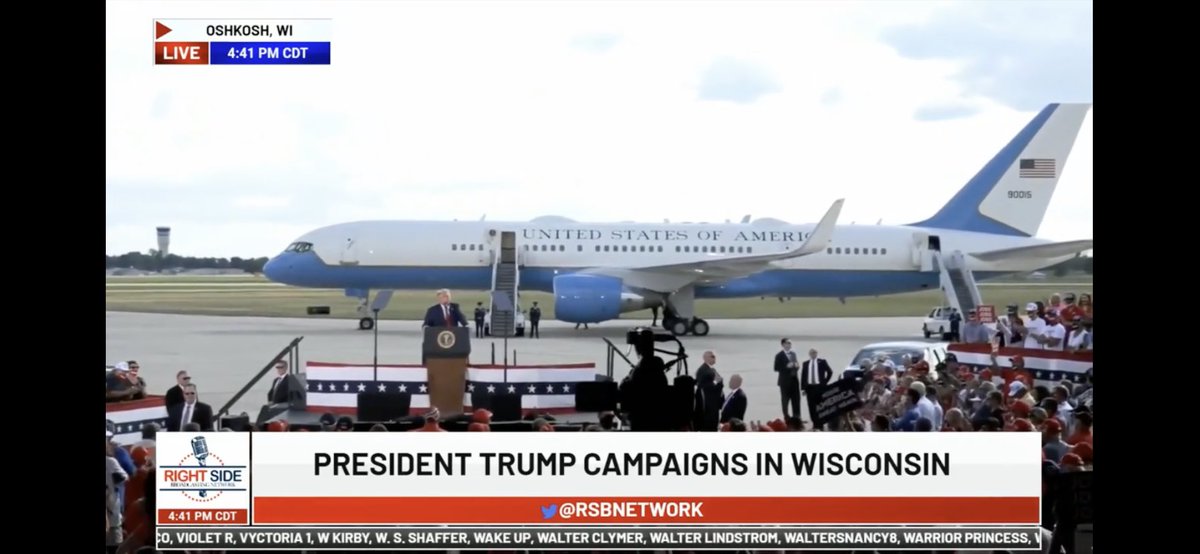 OSHKOSH, WI
LIVE
4:41 PM CDT
UNITED STATES OF AMERIC
90015
AMERICA
RIGHT SIDE
BROADCASTING NETWORK
4:41 PM CDT
PRESIDENT TRUMP CAMPAIGNS IN WISCONSIN
@RSBNETWORK
CO, VIOLET R, VYCTORIA 1, W KIRBY, W. S. SHAFFER, WAKE UP, WALTER CLYMER, WALTER LINDSTROM, WALTERSNANCY8, WARRIOR PRINCESS, W